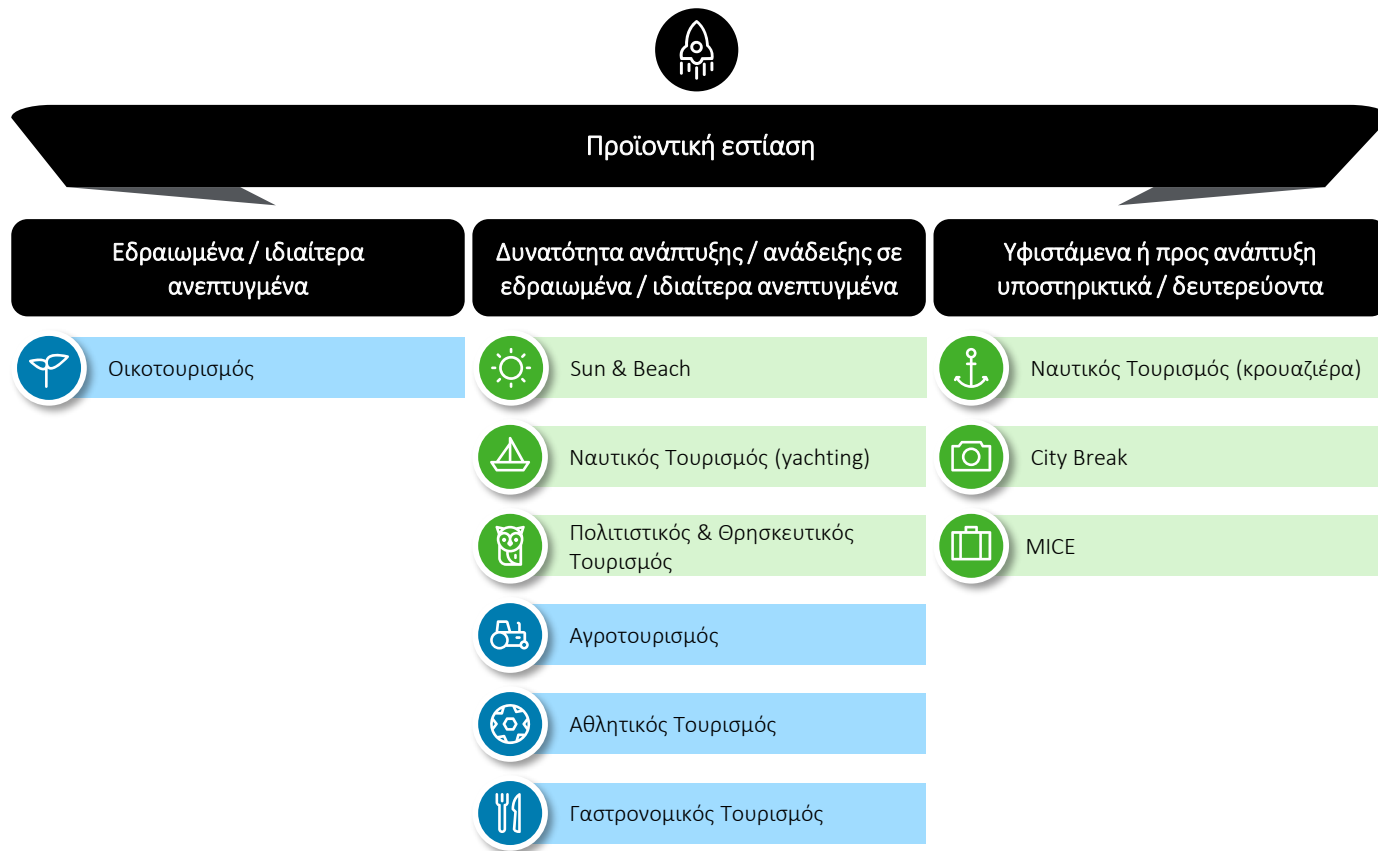 Προϊοντική εστίαση
Εδραιωμένα / ιδιαίτερα
ανεπτυγμένα
Οικοτουρισμός
Δυνατότητα ανάπτυξης / ανάδειξης σε
εδραιωμένα / ιδιαίτερα ανεπτυγμένα
Sun & Beach
Ναυτικός Τουρισμός (yachting)
Πολιτιστικός & Θρησκευτικός
Τουρισμός
Αγροτουρισμός
Αθλητικός Τουρισμός
Γαστρονομικός Τουρισμός
Υφιστάμενα ή προς ανάπτυξη
υποστηρικτικά / δευτερεύοντα
Ναυτικός Τουρισμός (κρουαζιέρα)
City Break
MICE